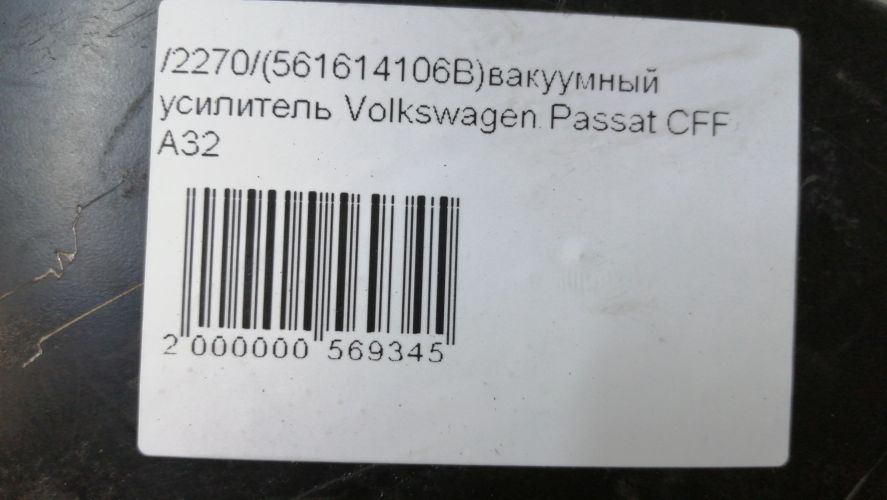 /2270/(561614106B)вакуумный
усилитель Volkswagen Passat CFF
A32
2 000000 569345